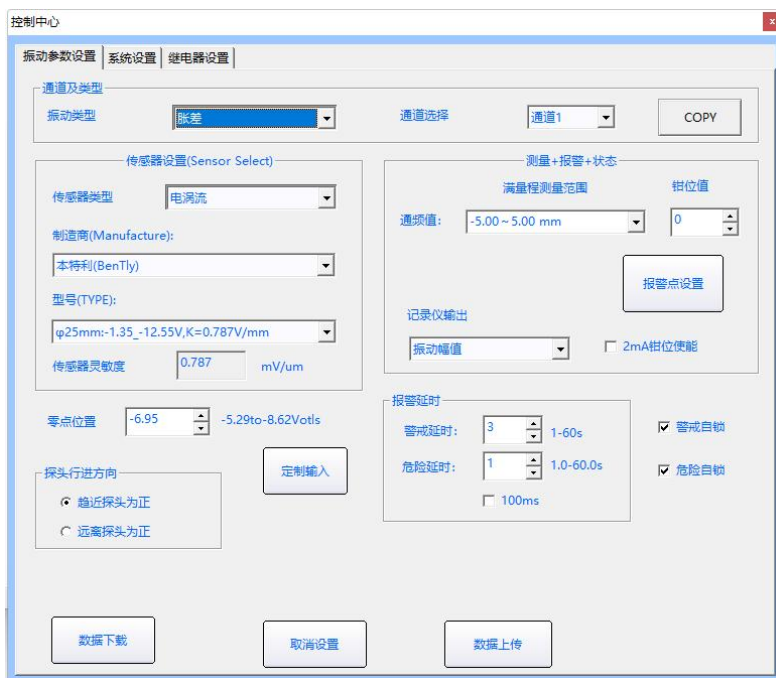 控制中心
x
振动参数设置 系统设置 继电器设置
通道及类型
振动类型 胀差 通道选择 通道1 COPY
传感器设置(Sensor Select)
传感器类型 电涡流
制造商(Manufacture):
本特利(BenTly)
型号(TYPE):
φ25mm:-1.35_-12.55V,K=0.787V/mm
传感器灵敏度 0.787 mV/um
测量+报警+状态
满量程测量范围 钳位值
通频值: -5.00~5.00 mm 0
报警点设置
记录仪输出
振动幅值 2mA钳位使能
零点位置 -6.95 -5.29to-8.62Votls
定制输入
探头行进方向
趋近探头为正
远离探头为正
报警延时
警戒延时: 3 1-60s
危险延时: 1 1.0-60.0s
100ms
警戒自锁
危险自锁
数据下载 取消设置 数据上传